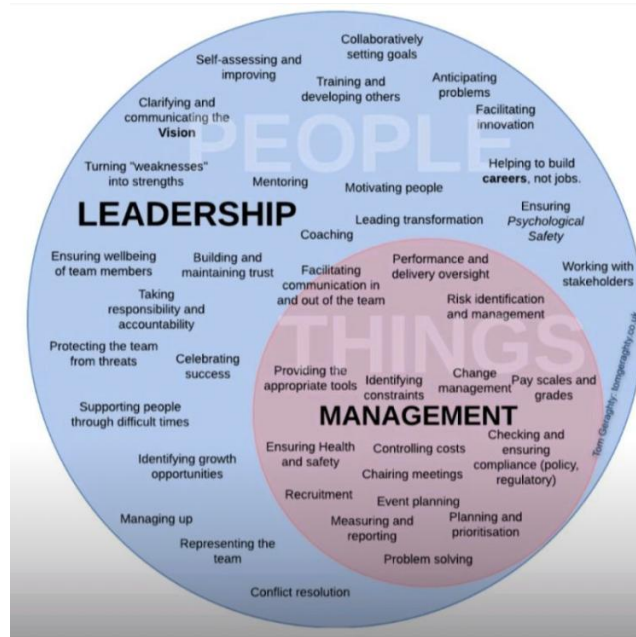 Collaboratively
setting goals
Self-assessing and
improving
Training and
developing others
Anticipating
problems
Clarifying and
communicating the
Vision
Facilitating
innovation
PEOPLE
Turning "weaknesses"
into strengths
Mentoring
Motivating people
Helping to build
careers, not jobs.
LEADERSHIP
Leading transformation
Ensuring
Psychological
Safety
Coaching
Ensuring wellbeing
of team members
Building and
maintaining trust
Facilitating
communication in
and out of the team
Performance and
delivery oversight
Working with
stakeholders
Taking
responsibility and
accountability
Risk identification
and management
THINGS
Protecting the team
from threats
Celebrating
success
Providing the
appropriate tools
Identifying
constraints
Change
management
Pay scales and
grades
MANAGEMENT
Supporting people
through difficult times
Ensuring Health
and safety
Controlling costs
Checking and
ensuring
compliance (policy,
regulatory)
Identifying growth
opportunities
Chairing meetings
Recruitment
Event planning
Managing up
Measuring and
reporting
Planning and
prioritisation
Representing the
team
Problem solving
Conflict resolution
Tom Geraghty: tomgeraghty.co.uk